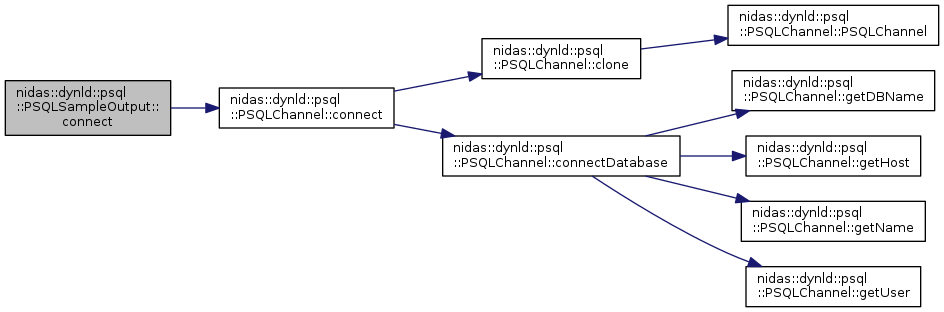 nidas::dynld::psql
::PSQLSampleOutput::
connect
nidas::dynld::psql
::PSQLChannel::connect
nidas::dynld::psql
::PSQLChannel::clone
nidas::dynld::psql
::PSQLChannel::connectDatabase
nidas::dynld::psql
::PSQLChannel::PSQLChannel
nidas::dynld::psql
::PSQLChannel::getDBName
nidas::dynld::psql
::PSQLChannel::getHost
nidas::dynld::psql
::PSQLChannel::getName
nidas::dynld::psql
::PSQLChannel::getUser